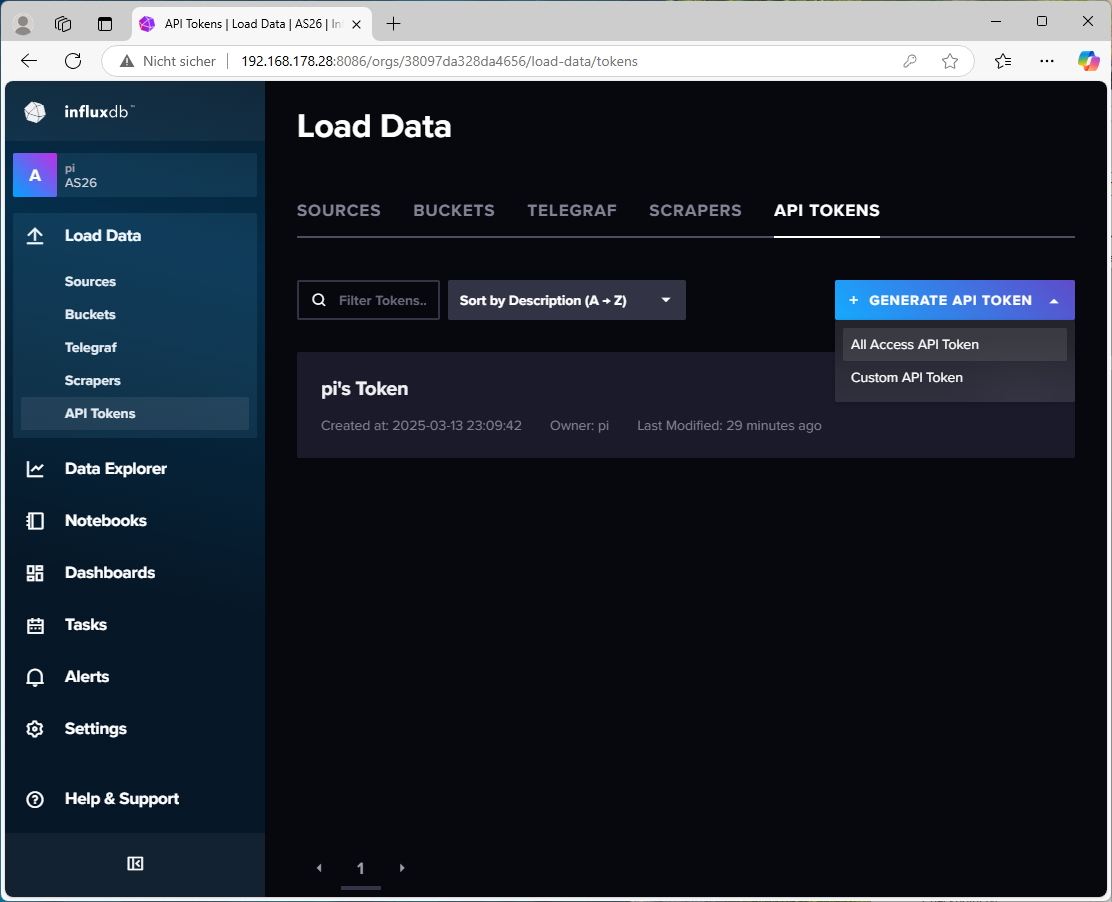 API Tokens | Load Data | AS26 | In
Nicht sicher
192.168.178.28:8086/orgs/38097da328da4656/load-data/tokens
influxdb™
A
pi
AS26
Load Data
Sources
Buckets
Telegraf
Scrapers
API Tokens
Data Explorer
Notebooks
Dashboards
Tasks
Alerts
Settings
Help & Support
Load Data
SOURCES BUCKETS TELEGRAF SCRAPERS API TOKENS
Filter Tokens..
Sort by Description (A → Z)
+ GENERATE API TOKEN
All Access API Token
Custom API Token
pi's Token
Created at: 2025-03-13 23:09:42 Owner: pi Last Modified: 29 minutes ago
1